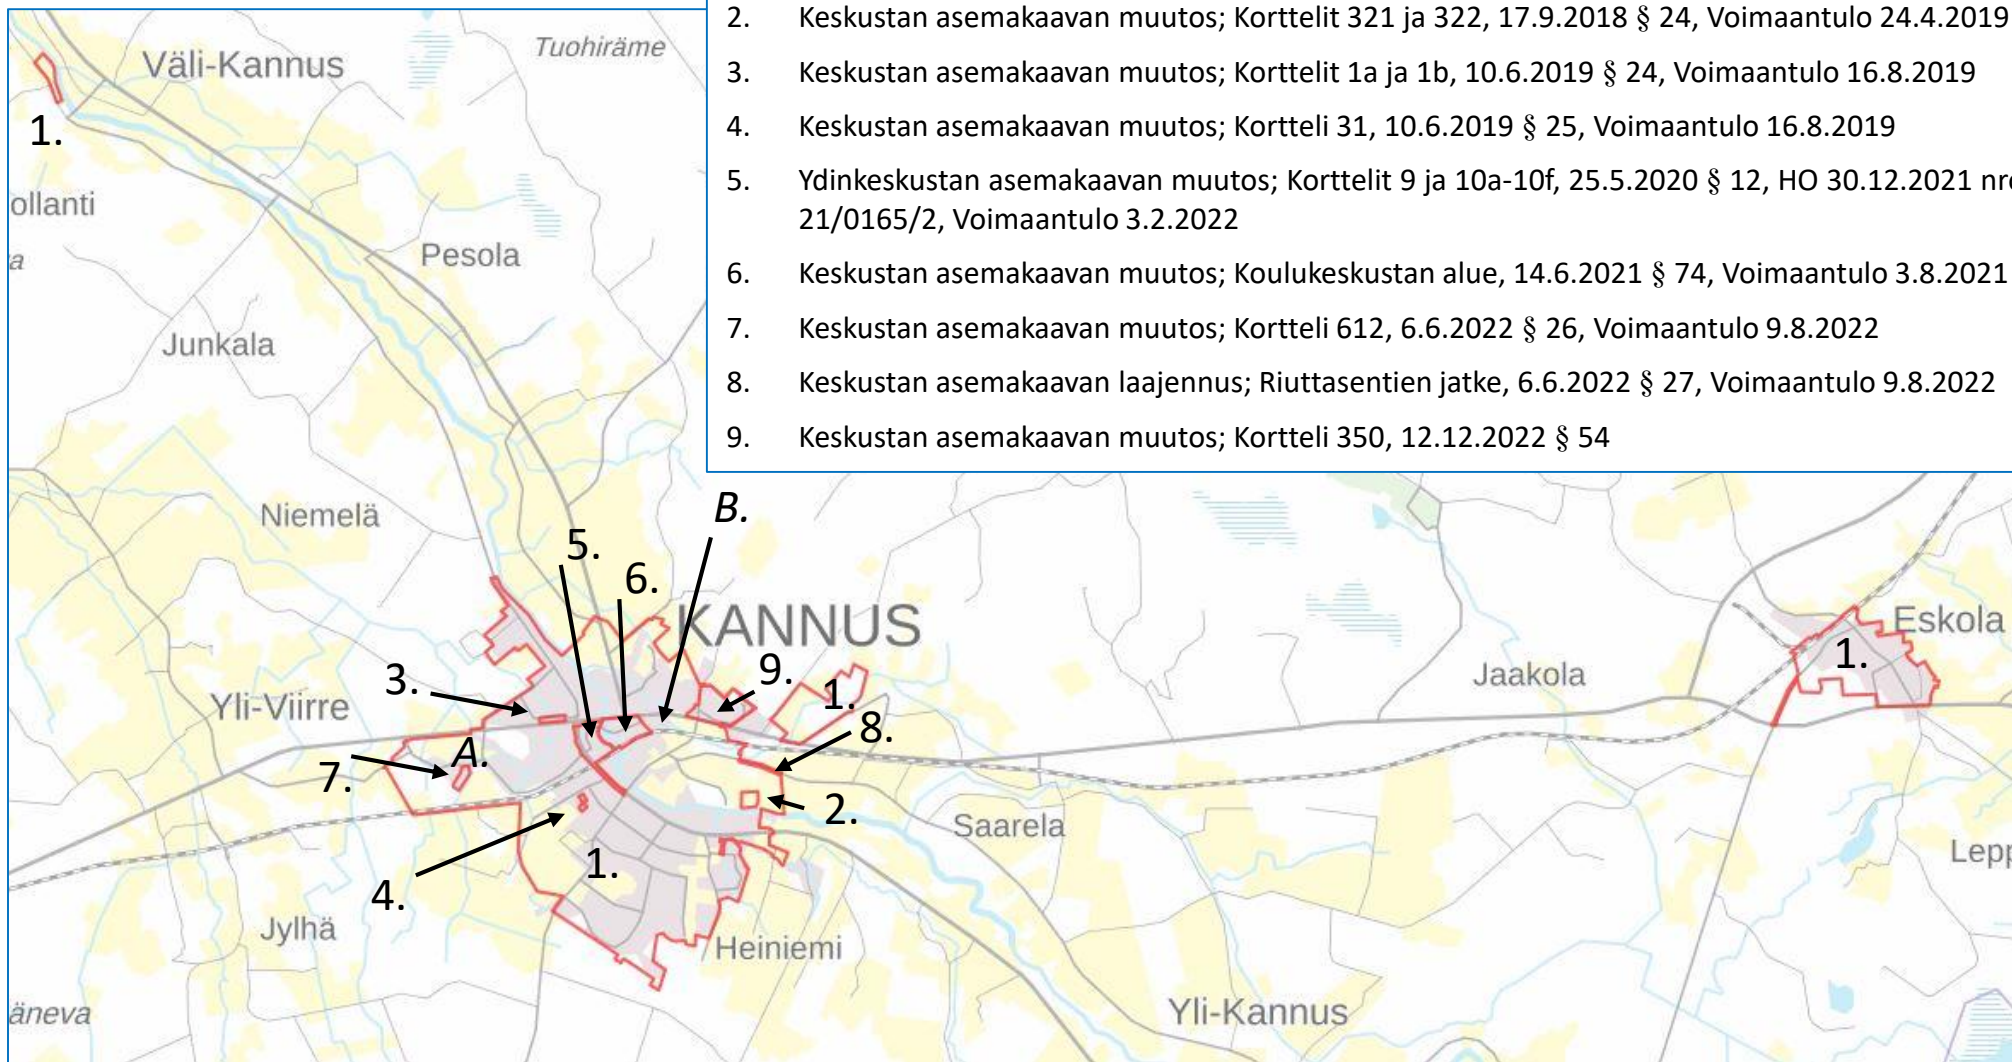 2. Keskustan asemakaavan muutos; Korttelit 321 ja 322, 17.9.2018 § 24, Voimaantulo 24.4.2019
3. Keskustan asemakaavan muutos; Korttelit 1a ja 1b, 10.6.2019 § 24, Voimaantulo 16.8.2019
4. Keskustan asemakaavan muutos; Kortteli 31, 10.6.2019 § 25, Voimaantulo 16.8.2019
5. Ydinkeskustan asemakaavan muutos; Korttelit 9 ja 10a-10f, 25.5.2020 § 12, HO 30.12.2021 nro
21/0165/2, Voimaantulo 3.2.2022
6. Keskustan asemakaavan muutos; Koulukeskustan alue, 14.6.2021 § 74, Voimaantulo 3.8.2021
7. Keskustan asemakaavan muutos; Kortteli 612, 6.6.2022 § 26, Voimaantulo 9.8.2022
8. Keskustan asemakaavan laajennus; Riuttasentien jatke, 6.6.2022 § 27, Voimaantulo 9.8.2022
9. Keskustan asemakaavan muutos; Kortteli 350, 12.12.2022 § 54
Tuohiräme
Väli-Kannus
1.
ollanti
a
Pesola
Junkala
Niemelä
B.
5.
6.
KANNUS
Eskola
1.
9.
Jaakola
3.
1.
Yli-Viirre
8.
A.
7.
2.
Saarela
Lepp
1.
4.
Jylhä
Heiniemi
äneva
Yli-Kannus